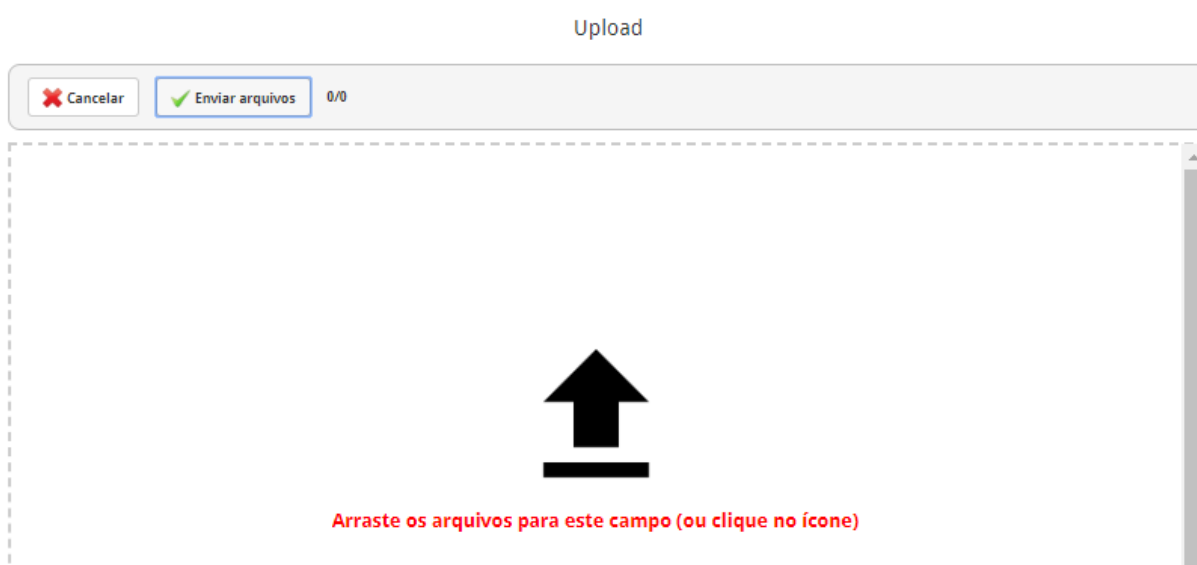 Upload
Cancelar Enviar arquivos 0/0
Arraste os arquivos para este campo (ou clique no ícone)